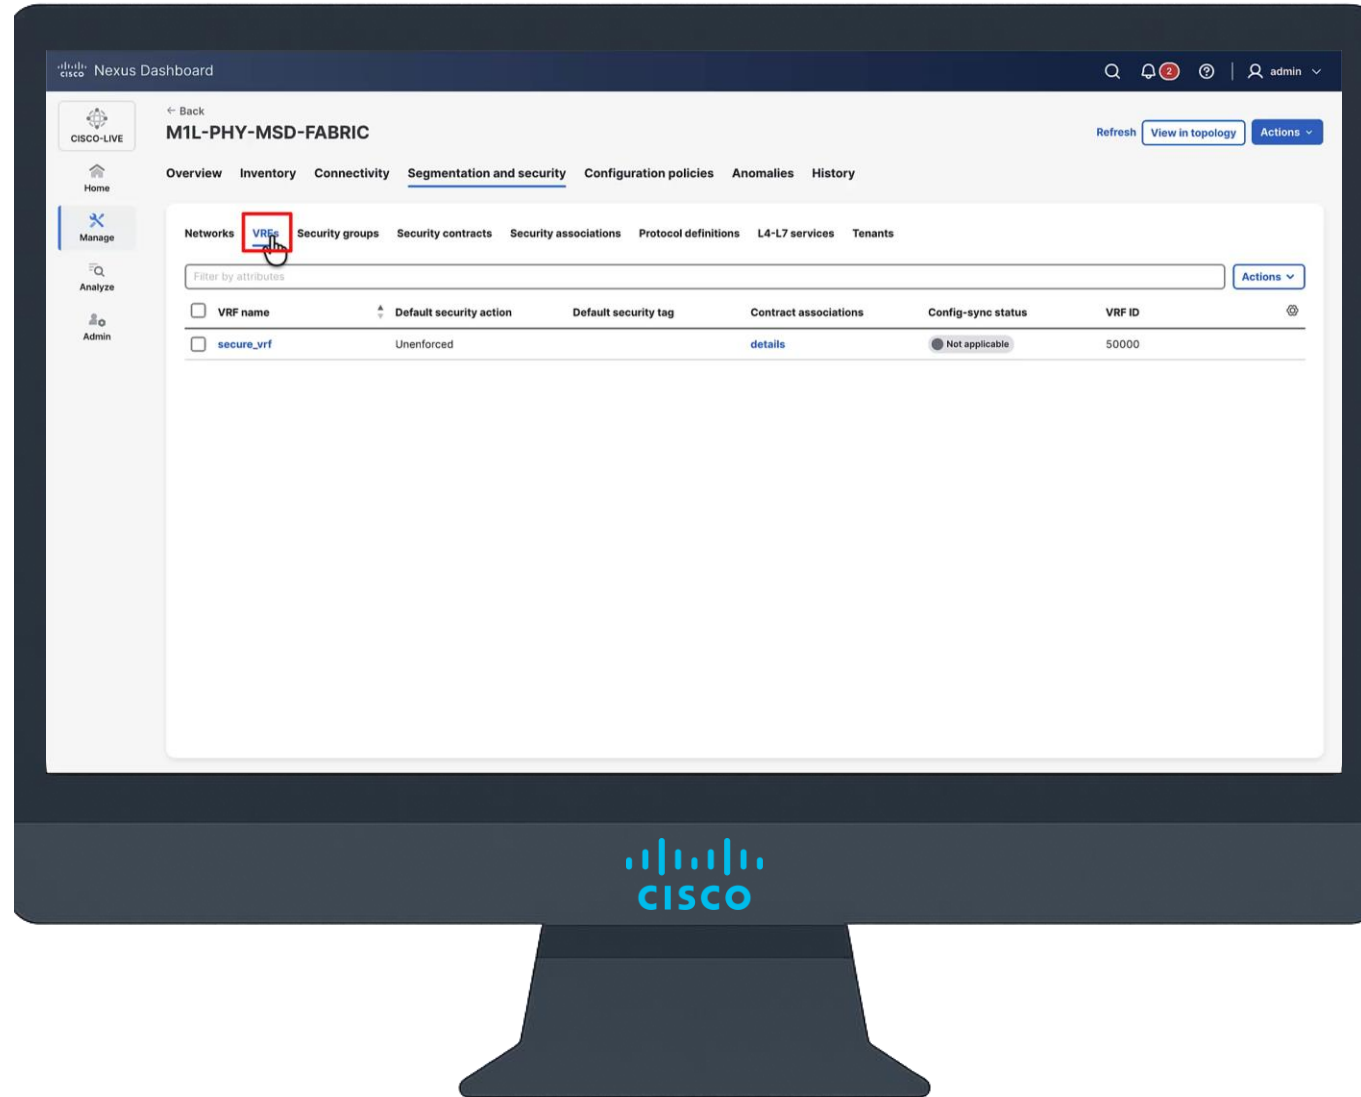 cisco Nexus Dashboard 2 admin
CISCO-LIVE
Home
Manage
Analyze
Admin
← Back
M1L-PHY-MSD-FABRIC
Refresh View in topology Actions
Overview Inventory Connectivity Segmentation and security Configuration policies Anomalies History
Networks VRFs Security groups Security contracts Security associations Protocol definitions L4-L7 services Tenants
Filter by attributes Actions
VRF name Default security action Default security tag Contract associations Config-sync status VRF ID
secure_vrf Unenforced details Not applicable 50000
CISCO